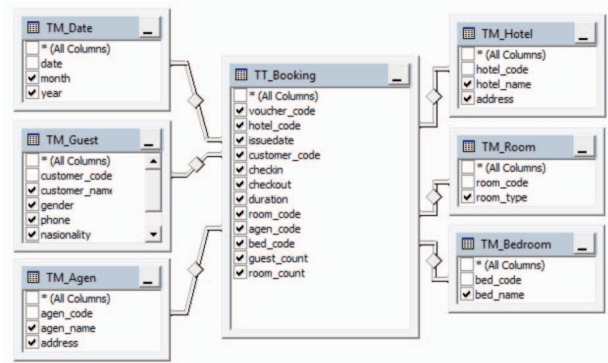 TM_Date
* (All Columns)
date
month
year
TM_Guest
* (All Columns)
customer_code
customer_name
gender
phone
nasionality
TM_Agen
* (All Columns)
agen_code
agen_name
address
TT_Booking
* (All Columns)
voucher_code
hotel_code
issuedate
customer_code
checkin
checkout
duration
room_code
agen_code
bed_code
guest_count
room_count
TM_Hotel
* (All Columns)
hotel_code
hotel_name
address
TM_Room
* (All Columns)
room_code
room_type
TM_Bedroom
* (All Columns)
bed_code
bed_name